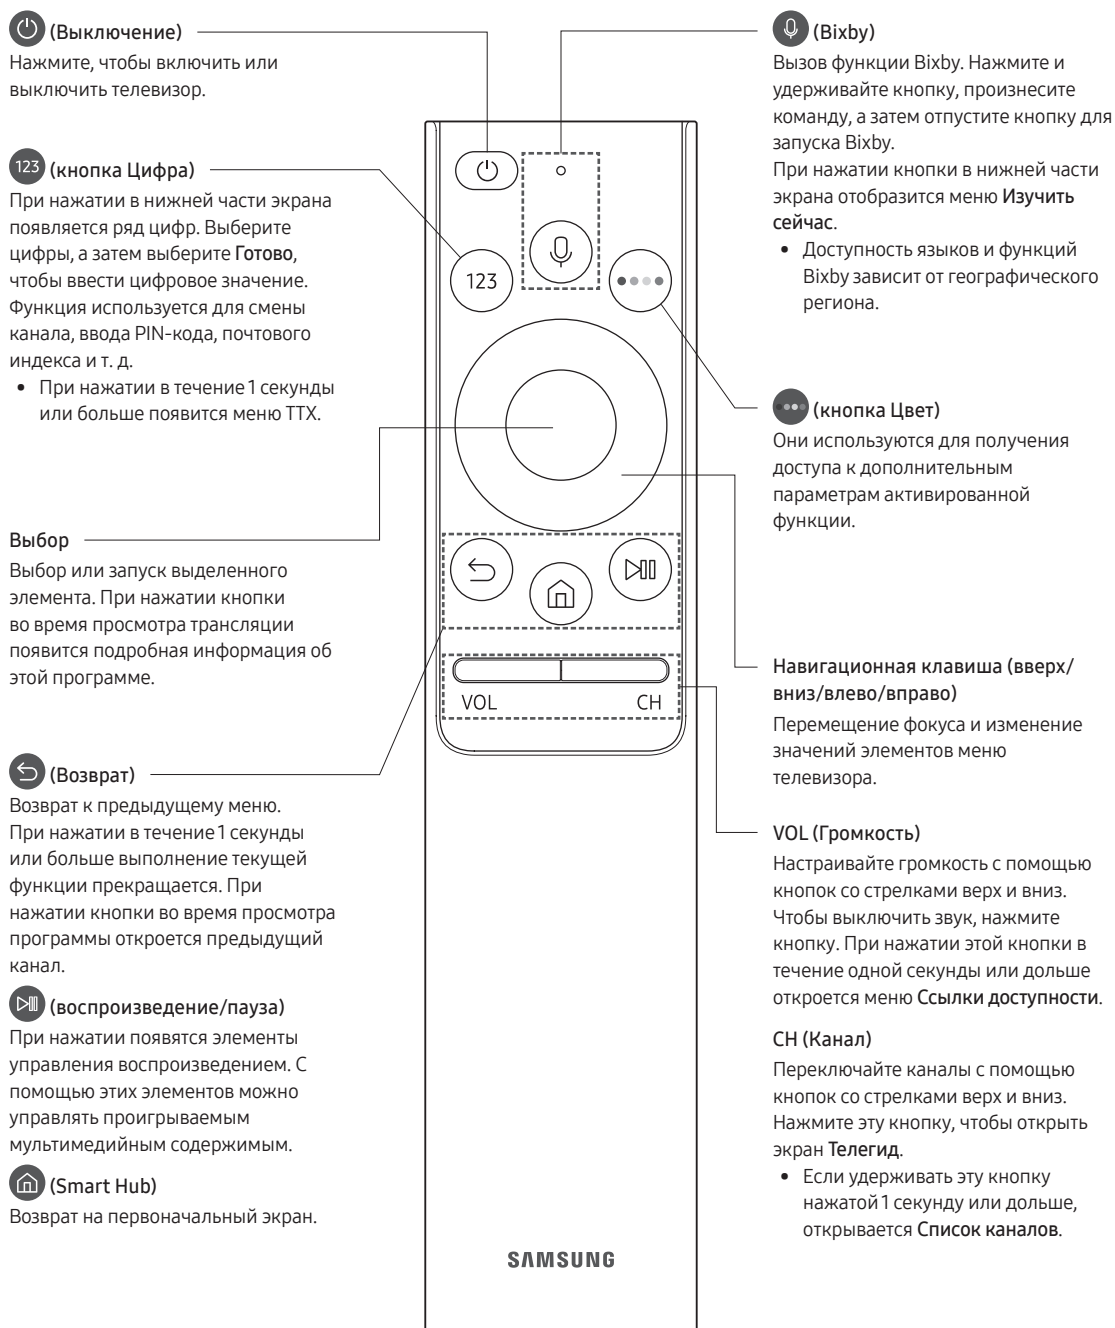 (Выключение)
Нажмите, чтобы включить или
выключить телевизор.
123 (кнопка Цифра)
При нажатии в нижней части экрана
появляется ряд цифр. Выберите
цифры, а затем выберите Готово,
чтобы ввести цифровое значение.
Функция используется для смены
канала, ввода PIN-кода, почтового
индекса и т. д.
• При нажатии в течение 1 секунды
или больше появится меню TTX.
Выбор
Выбор или запуск выделенного
элемента. При нажатии кнопки
во время просмотра трансляции
появится подробная информация об
этой программе.
(Возврат)
Возврат к предыдущему меню.
При нажатии в течение 1 секунды
или больше выполнение текущей
функции прекращается. При
нажатии кнопки во время просмотра
программы откроется предыдущий
канал.
(воспроизведение/пауза)
При нажатии появятся элементы
управления воспроизведением. С
помощью этих элементов можно
управлять проигрываемым
мультимедийным содержимым.
(Smart Hub)
Возврат на первоначальный экран.
123
VOL
CH
SAMSUNG
(Bixby)
Вызов функции Bixby. Нажмите и
удерживайте кнопку, произнесите
команду, а затем отпустите кнопку для
запуска Bixby.
При нажатии кнопки в нижней части
экрана отобразится меню Изучить
сейчас.
• Доступность языков и функций
Bixby зависит от географического
региона.
(кнопка Цвет)
Они используются для получения
доступа к дополнительным
параметрам активированной
функции.
Навигационная клавиша (вверх/
вниз/влево/вправо)
Перемещение фокуса и изменение
значений элементов меню
телевизора.
VOL (Громкость)
Настраивайте громкость с помощью
кнопок со стрелками верх и вниз.
Чтобы выключить звук, нажмите
кнопку. При нажатии этой кнопки в
течение одной секунды или дольше
откроется меню Ссылки доступности.
CH (Канал)
Переключайте каналы с помощью
кнопок со стрелками верх и вниз.
Нажмите эту кнопку, чтобы открыть
экран Телегид.
• Если удерживать эту кнопку
нажатой 1 секунду или дольше,
открывается Список каналов.